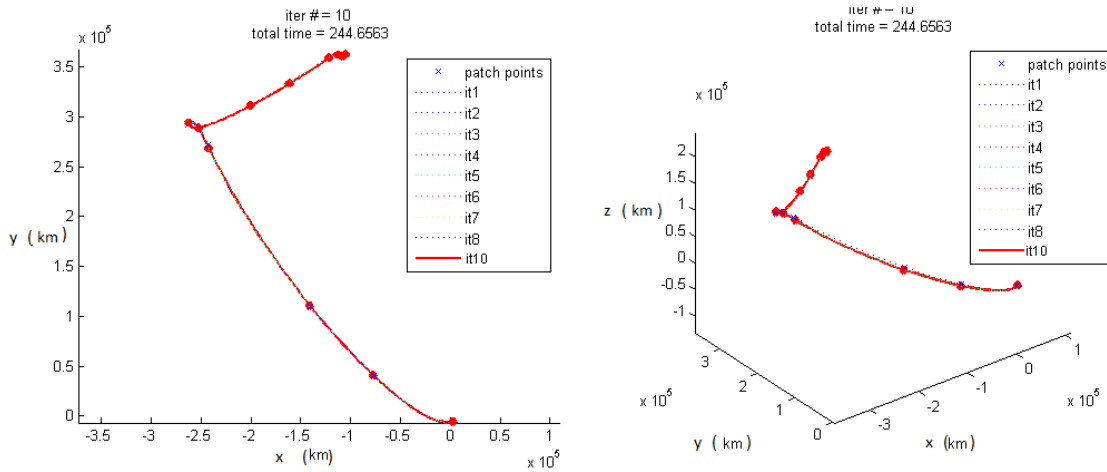 iter # = 10
total time = 244.6563
x 10^5
3.5
3
2.5
2
1.5
1
0.5
0
y ( km)
-3.5 -3 -2.5 -2 -1.5 -1 -0.5 0 0.5 1
x (km)
x 10^5
patch points
it1
it2
it3
it4
it5
it6
it7
it8
it10
iter # = 10
total time = 244.6563
x 10^5
2
1.5
1
0.5
0
-0.5
-1
z ( km)
3
2
1
0
y ( km)
x 10^5
-3
-2
-1
0
1
x (km)
x 10^5
patch points
it1
it2
it3
it4
it5
it6
it7
it8
it10